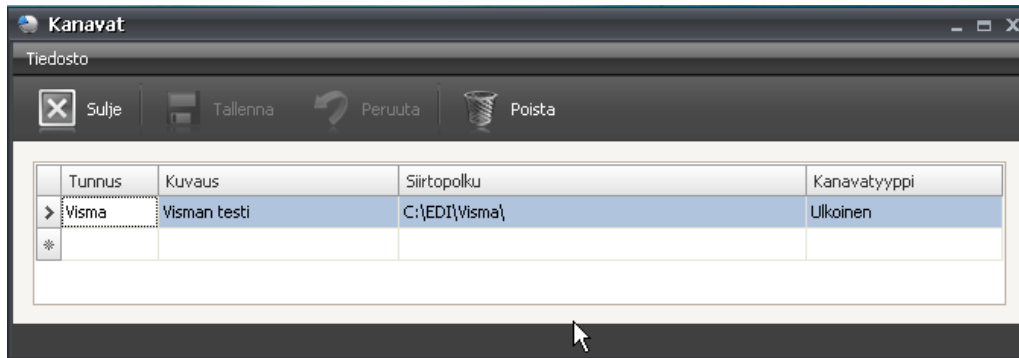 Kanavat
Tiedosto
Sulje Tallenna Peruuta Poista
Tunnus Kuvaus Siirtopolku Kanavatyyppi
Visma Visman testi C:\EDI\Visma\ Ulkoinen